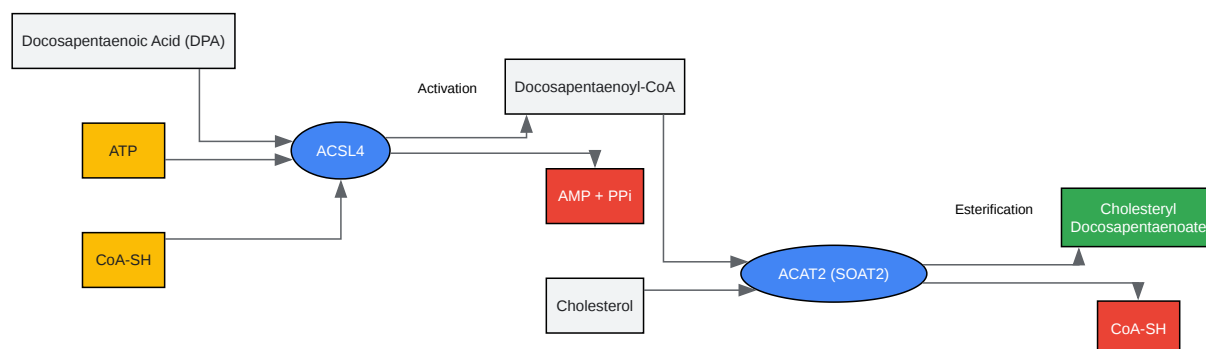 Docosapentaenoic Acid (DPA)
Activation
Docosapentaenoyl-CoA
ATP
ACSL4
AMP + PPi
CoA-SH
Esterification
Cholesteryl
Docosapentaenoate
ACAT2 (SOAT2)
Cholesterol
CoA-SH